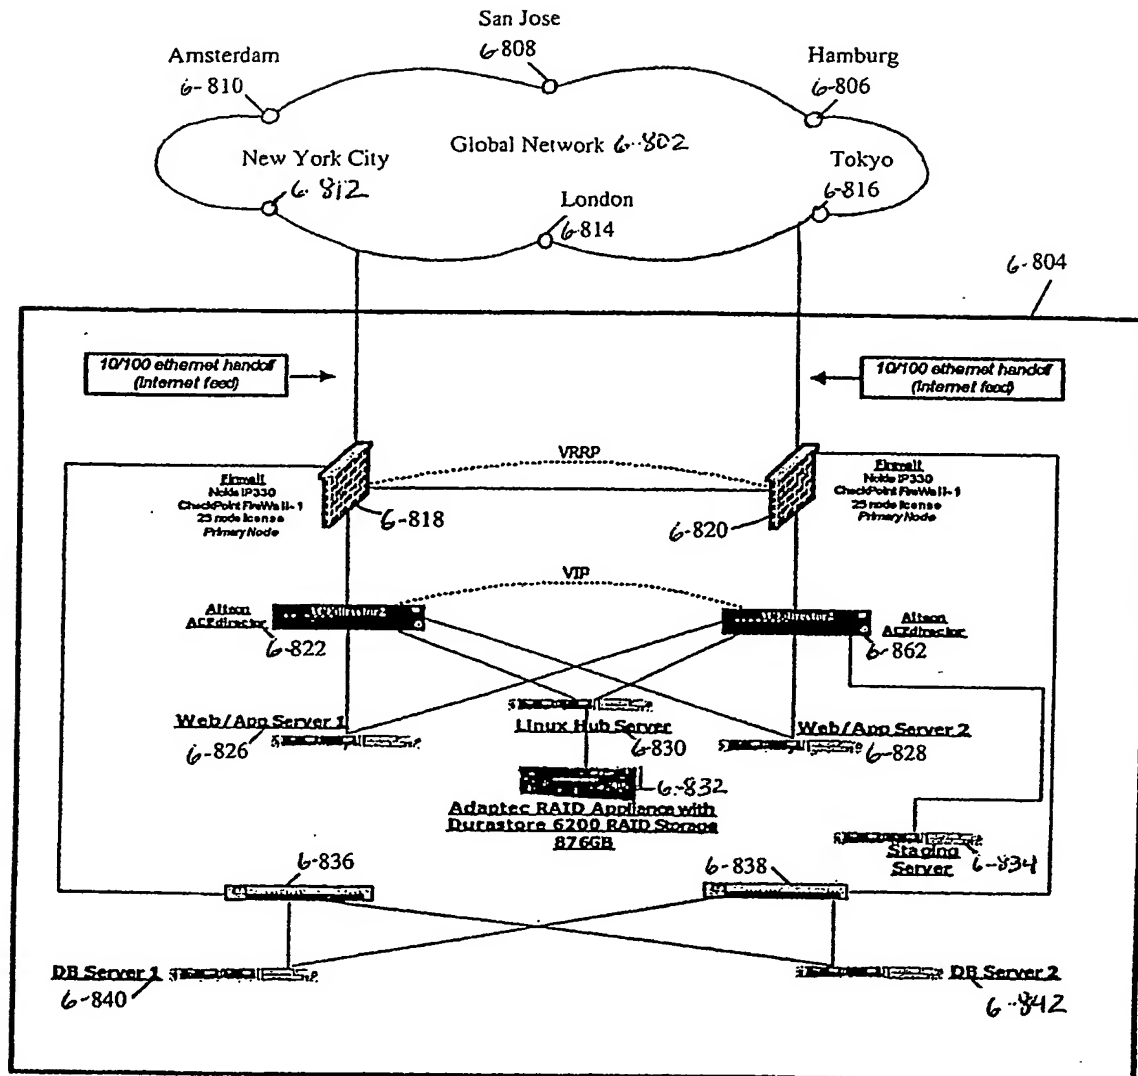 San Jose
6-808
Amsterdam
6-810
Hamburg
6-806
Global Network 6-802
New York City
6-812
Tokyo
6-816
London
6-814
6-804
10/100 ethernet handoff
(Internet feed)
10/100 ethernet handoff
(Internet feed)
VRRP
Firewall
Nokia IP330
CheckPoint FireWall-1
25 node license
Primary Node
6-818
Firewall
Nokia IP330
CheckPoint FireWall-1
25 node license
Primary Node
6-820
VIP
Alteon
ACEdirector
6-822
ACEdirector2
ACEdirector2
Alteon
ACEdirector
6-862
Web/App Server 1
6-826
Linux Hub Server
6-830
Web/App Server 2
6-828
6-832
Adaptec RAID Appliance with
Durastore 6200 RAID Storage
876GB
Staging
Server
6-834
6-836
6-838
DB Server 1
6-840
DB Server 2
6-842